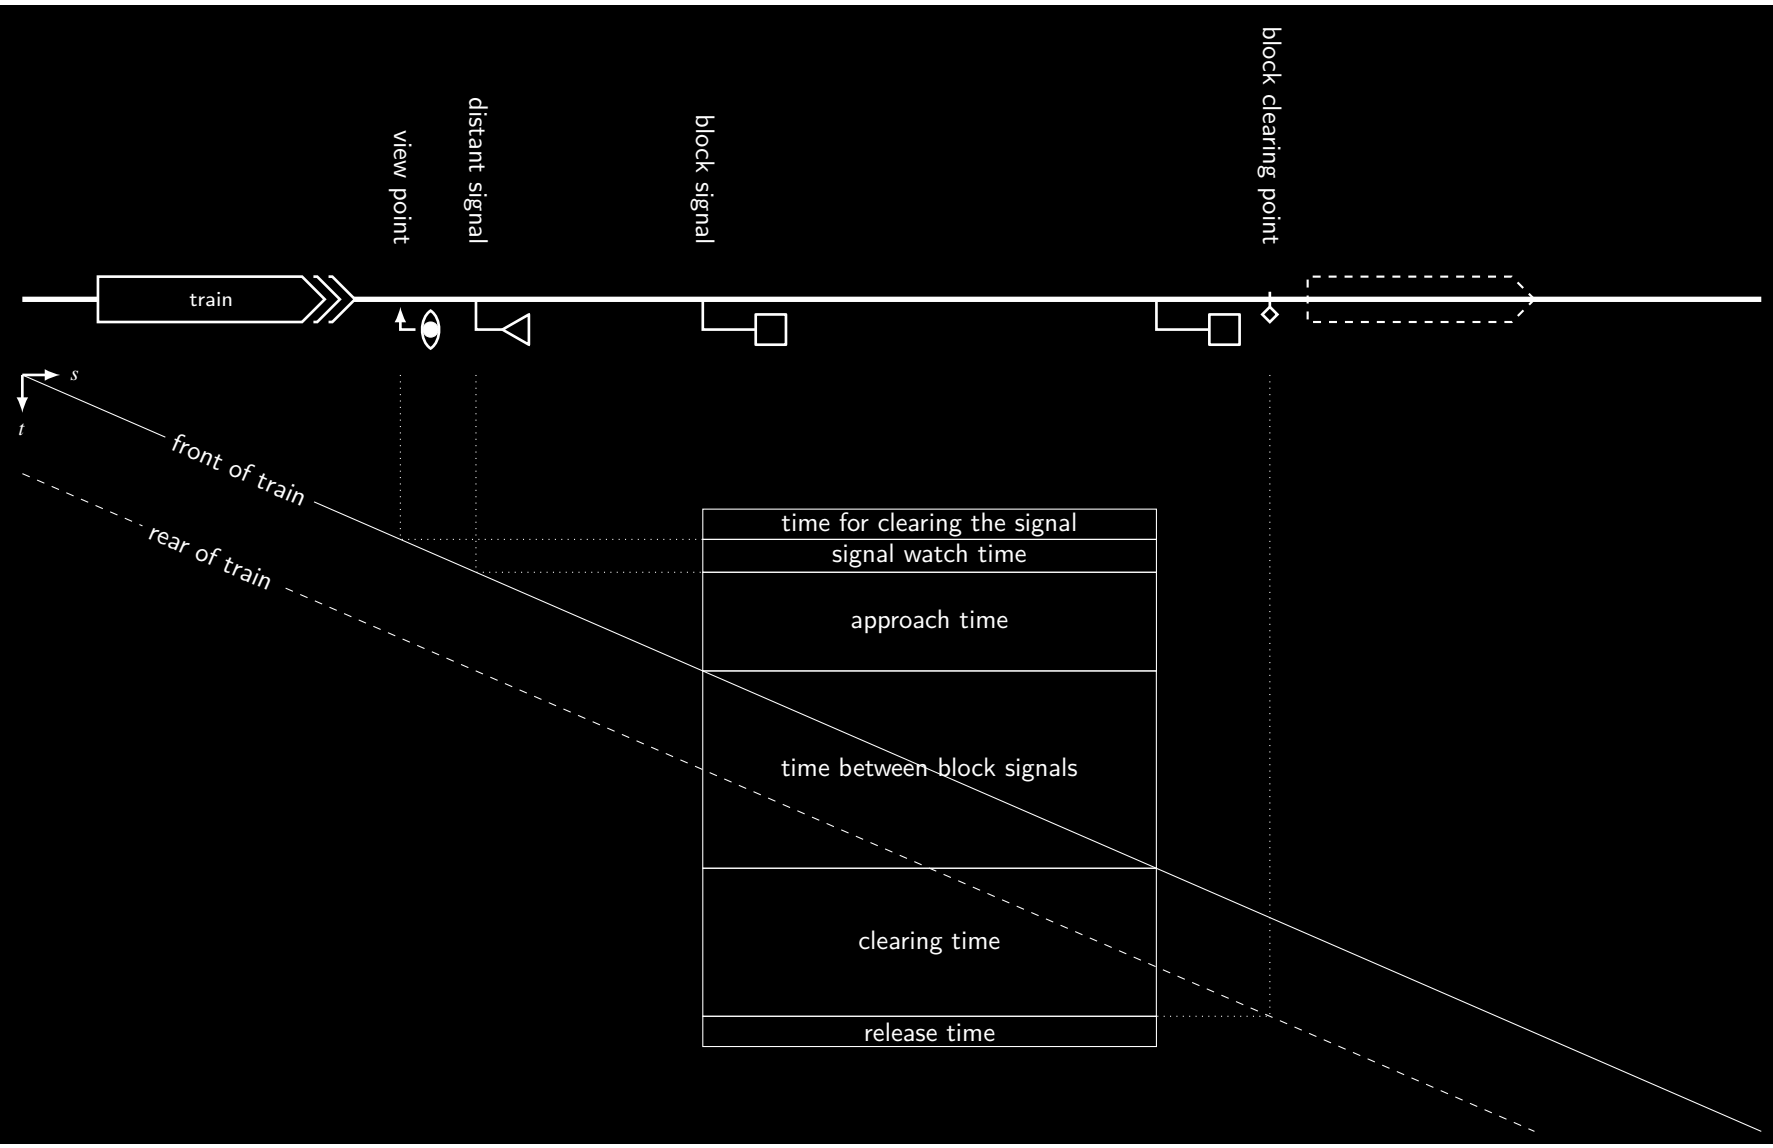 view point
distant signal
block signal
block clearing point
train
s
t
front of train
rear of train
time for clearing the signal
signal watch time
approach time
time between block signals
clearing time
release time